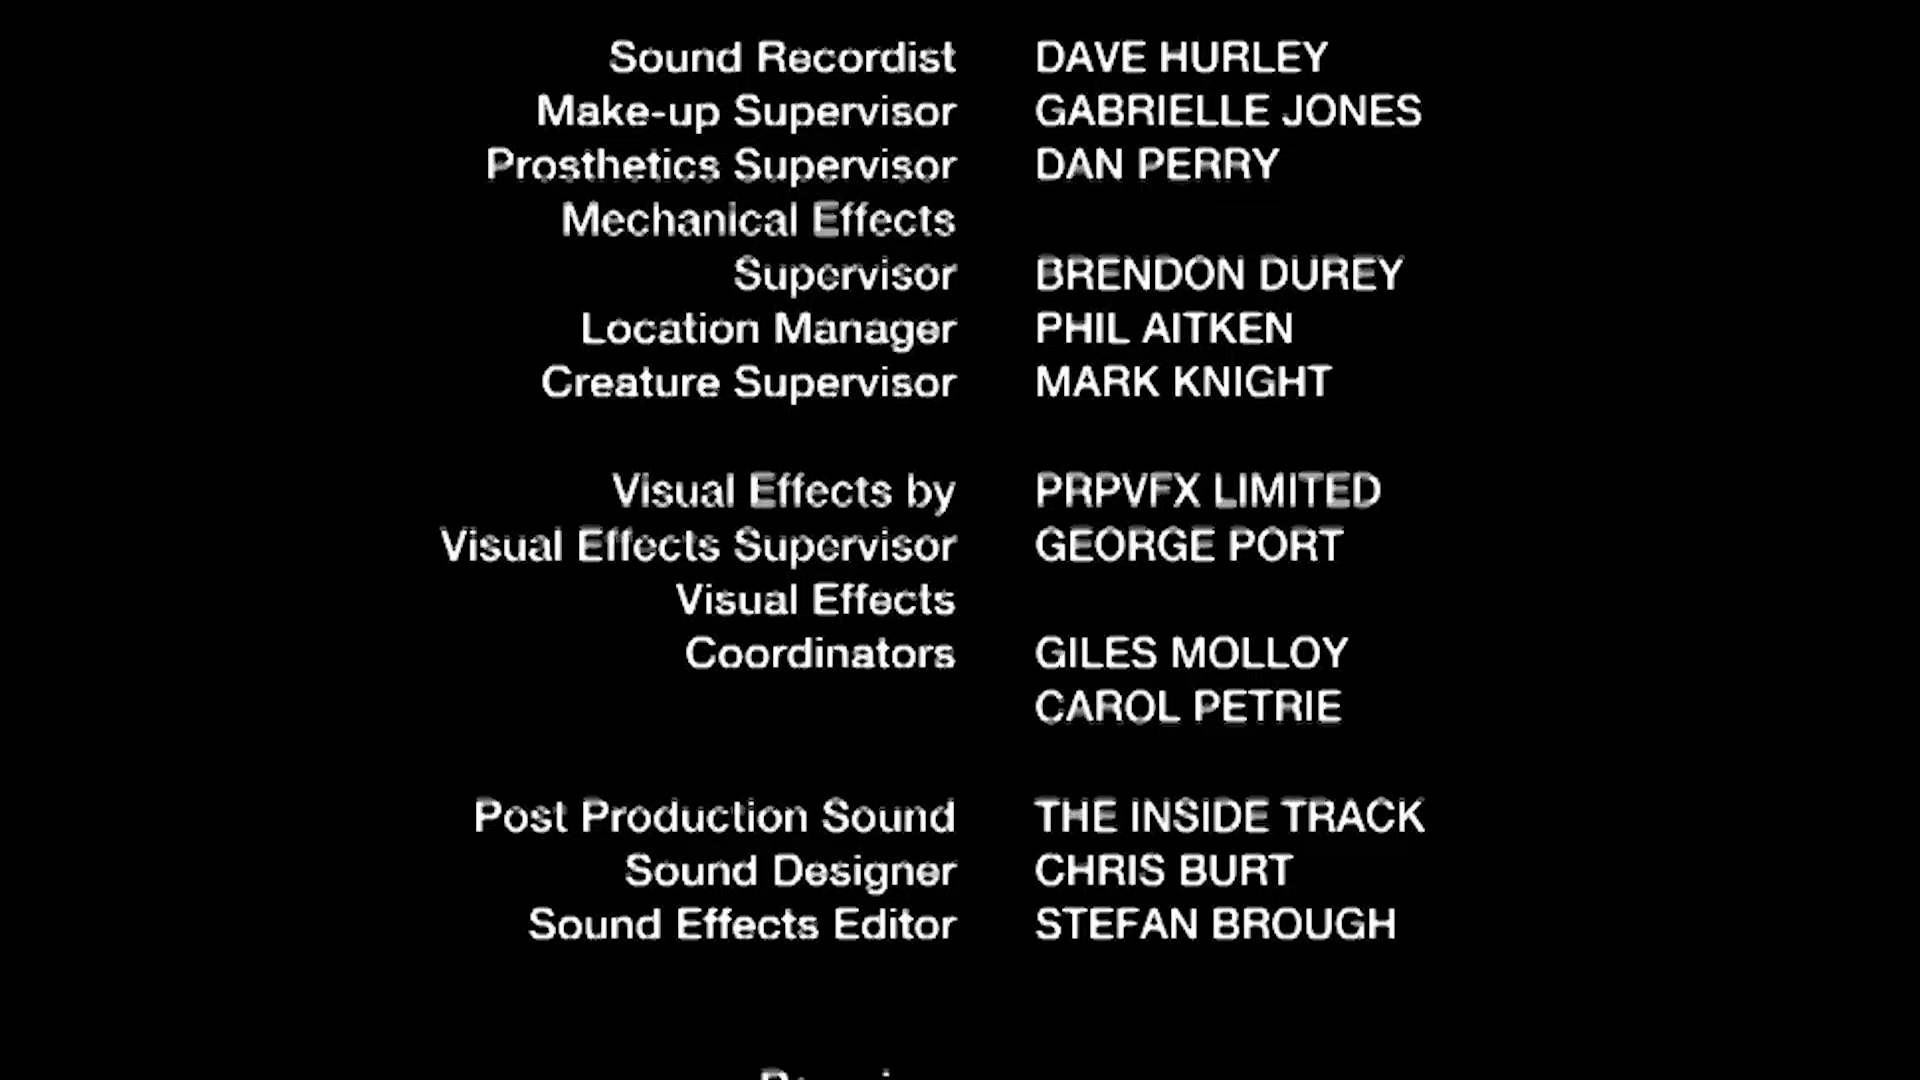 Sound Recordist DAVE HURLEY
Make-up Supervisor GABRIELLE JONES
Prosthetics Supervisor DAN PERRY
Mechanical Effects
Supervisor BRENDON DUREY
Location Manager PHIL AITKEN
Creature Supervisor MARK KNIGHT
Visual Effects by PRPVFX LIMITED
Visual Effects Supervisor GEORGE PORT
Visual Effects
Coordinators GILES MOLLOY
CAROL PETRIE
Post Production Sound THE INSIDE TRACK
Sound Designer CHRIS BURT
Sound Effects Editor STEFAN BROUGH